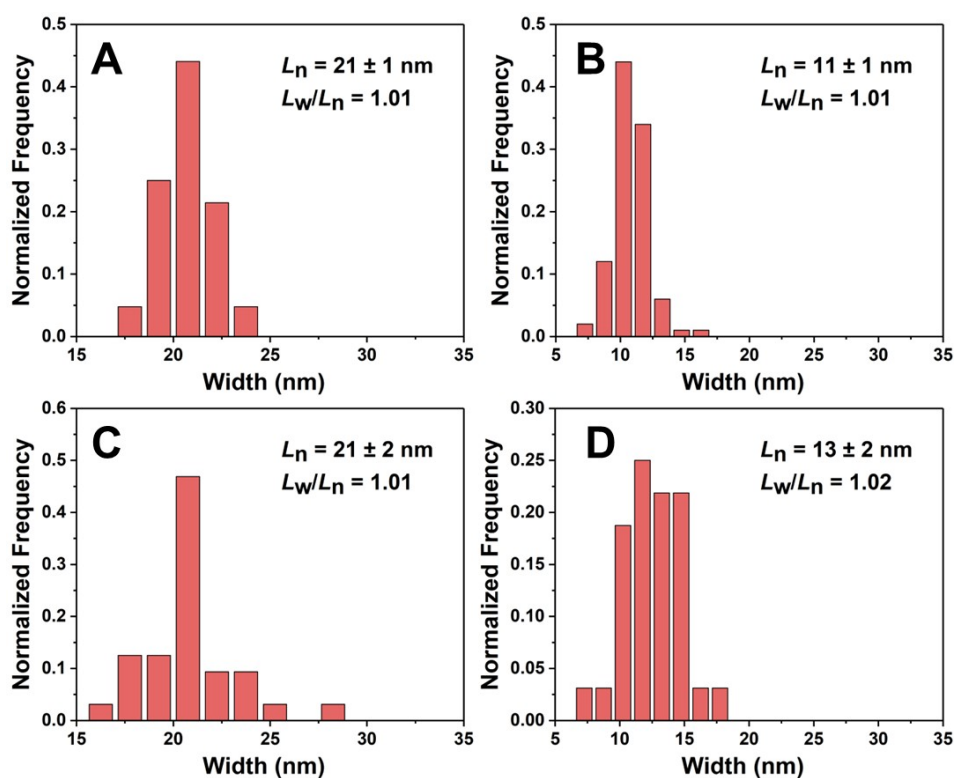 A
Lₙ = 21 ± 1 nm
L_w/Lₙ = 1.01
Normalized Frequency
0.5
0.4
0.3
0.2
0.1
0.0
15 20 25 30 35
Width (nm)
B
Lₙ = 11 ± 1 nm
L_w/Lₙ = 1.01
Normalized Frequency
0.5
0.4
0.3
0.2
0.1
0.0
5 10 15 20 25 30 35
Width (nm)
C
Lₙ = 21 ± 2 nm
L_w/Lₙ = 1.01
Normalized Frequency
0.6
0.5
0.4
0.3
0.2
0.1
0.0
15 20 25 30 35
Width (nm)
D
Lₙ = 13 ± 2 nm
L_w/Lₙ = 1.02
Normalized Frequency
0.30
0.25
0.20
0.15
0.10
0.05
0.00
5 10 15 20 25 30 35
Width (nm)